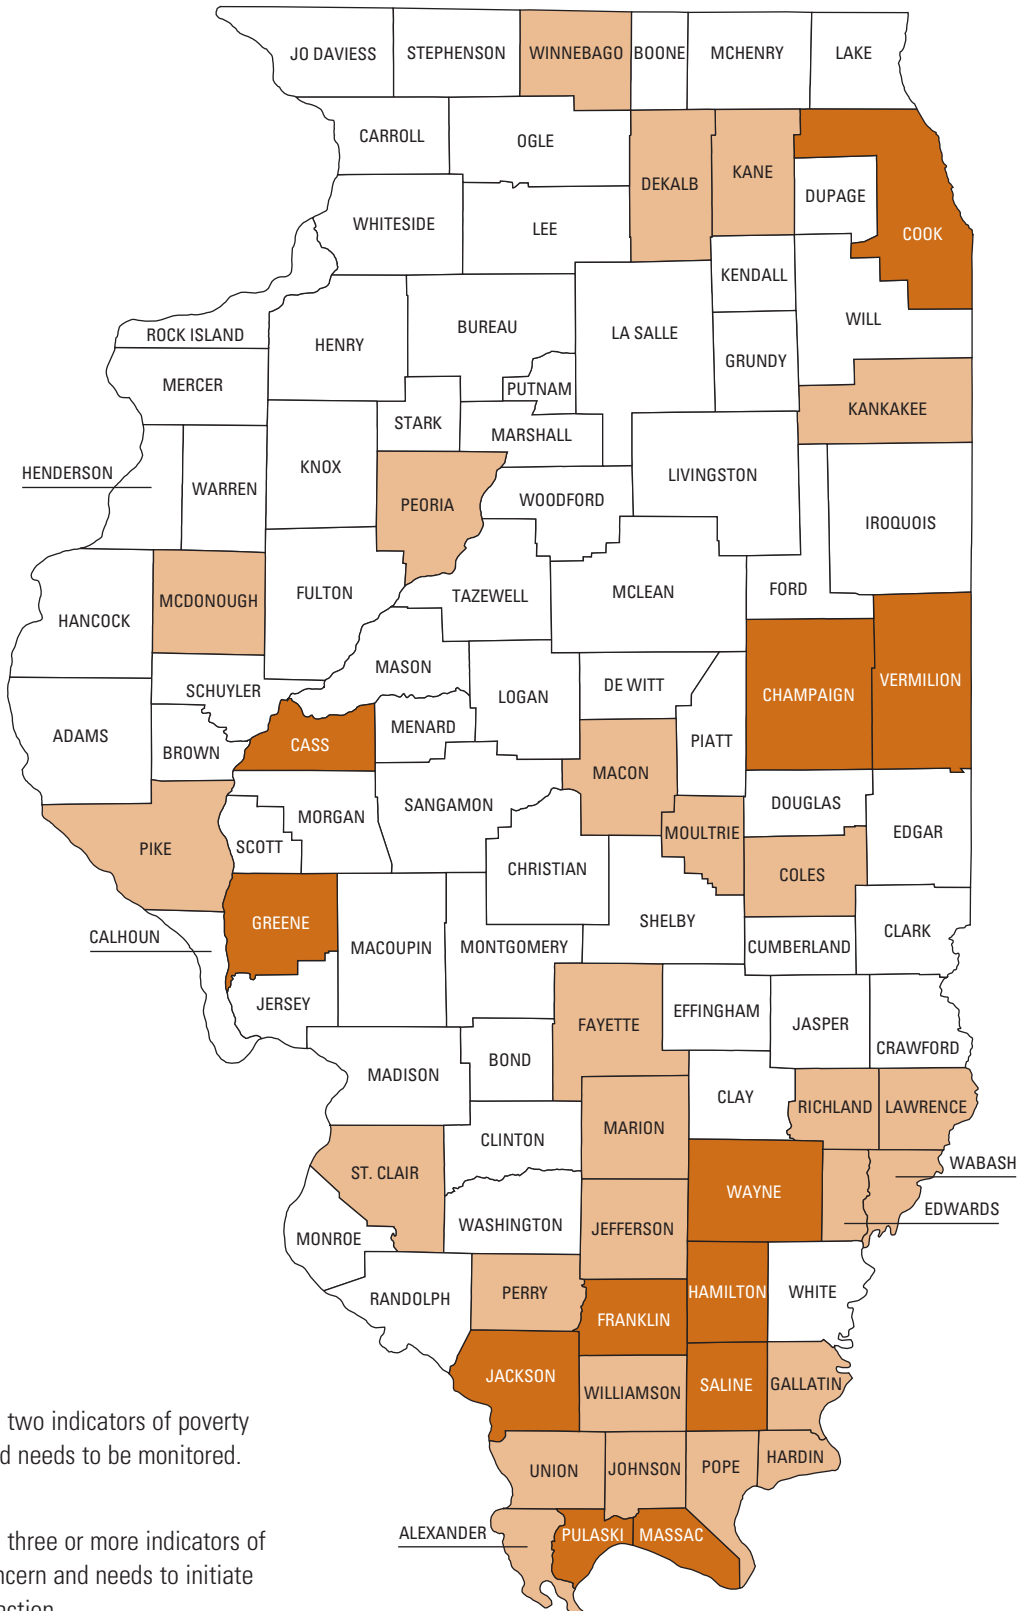 JO DAVIESS
STEPHENSON
WINNEBAGO
BOONE
MCHENRY
LAKE
CARROLL
OGLE
DEKALB
KANE
DUPAGE
COOK
WHITESIDE
LEE
KENDALL
WILL
ROCK ISLAND
HENRY
BUREAU
LA SALLE
GRUNDY
MERCER
PUTNAM
KANKAKEE
STARK
MARSHALL
HENDERSON
WARREN
KNOX
PEORIA
WOODFORD
LIVINGSTON
IROQUOIS
HANCOCK
MCDONOUGH
FULTON
TAZEWELL
MCLEAN
FORD
MASON
SCHUYLER
LOGAN
DE WITT
CHAMPAIGN
VERMILION
ADAMS
BROWN
CASS
MENARD
PIATT
MACON
SANGAMON
MORGAN
DOUGLAS
PIKE
SCOTT
MOULTRIE
EDGAR
CHRISTIAN
COLES
GREENE
SHELBY
CALHOUN
MACOUPIN
MONTGOMERY
CUMBERLAND
CLARK
JERSEY
FAYETTE
EFFINGHAM
JASPER
CRAWFORD
BOND
MADISON
CLAY
RICHLAND
LAWRENCE
MARION
CLINTON
ST. CLAIR
WABASH
WAYNE
EDWARDS
WASHINGTON
JEFFERSON
MONROE
RANDOLPH
PERRY
HAMILTON
WHITE
FRANKLIN
JACKSON
WILLIAMSON
SALINE
GALLATIN
two indicators of poverty
d needs to be monitored.
UNION
JOHNSON
POPE
HARDIN
ALEXANDER
PULASKI
MASSAC
three or more indicators of
ncern and needs to initiate
action